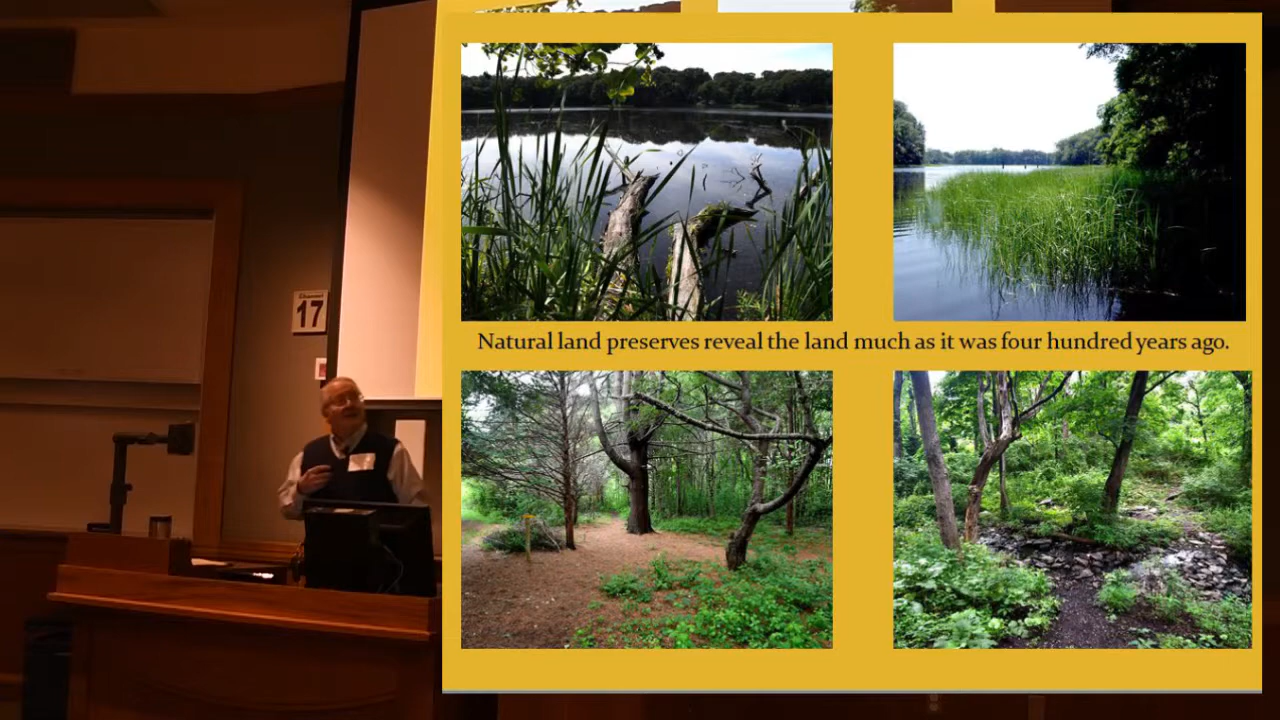 17
Natural land preserves reveal the land much as it was four hundred years ago.